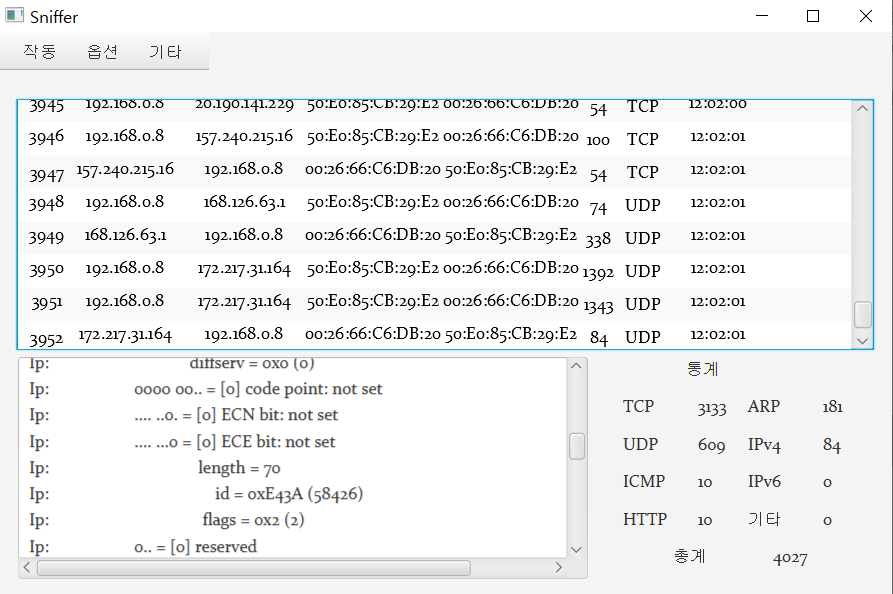 Sniffer
작동 옵션 기타
3945 192.168.0.8 20.190.141.229 50:E0:85:CB:29:E2 00:26:66:C6:DB:20 54 TCP 12:02:00
3946 192.168.0.8 157.240.215.16 50:E0:85:CB:29:E2 00:26:66:C6:DB:20 100 TCP 12:02:01
3947 157.240.215.16 192.168.0.8 00:26:66:C6:DB:20 50:E0:85:CB:29:E2 54 TCP 12:02:01
3948 192.168.0.8 168.126.63.1 50:E0:85:CB:29:E2 00:26:66:C6:DB:20 74 UDP 12:02:01
3949 168.126.63.1 192.168.0.8 00:26:66:C6:DB:20 50:E0:85:CB:29:E2 338 UDP 12:02:01
3950 192.168.0.8 172.217.31.164 50:E0:85:CB:29:E2 00:26:66:C6:DB:20 1392 UDP 12:02:01
3951 192.168.0.8 172.217.31.164 50:E0:85:CB:29:E2 00:26:66:C6:DB:20 1343 UDP 12:02:01
3952 172.217.31.164 192.168.0.8 00:26:66:C6:DB:20 50:E0:85:CB:29:E2 84 UDP 12:02:01
Ip: diffserv = 0x0 (0)
Ip: 0000 00.. = [0] code point: not set
Ip: .... ..0. = [0] ECN bit: not set
Ip: .... ...0 = [0] ECE bit: not set
Ip: length = 70
Ip: id = 0xE43A (58426)
Ip: flags = 0x2 (2)
Ip: 0.. = [0] reserved
통계
TCP 3133 ARP 181
UDP 609 IPv4 84
ICMP 10 IPv6 0
HTTP 10 기타 0
총계 4027